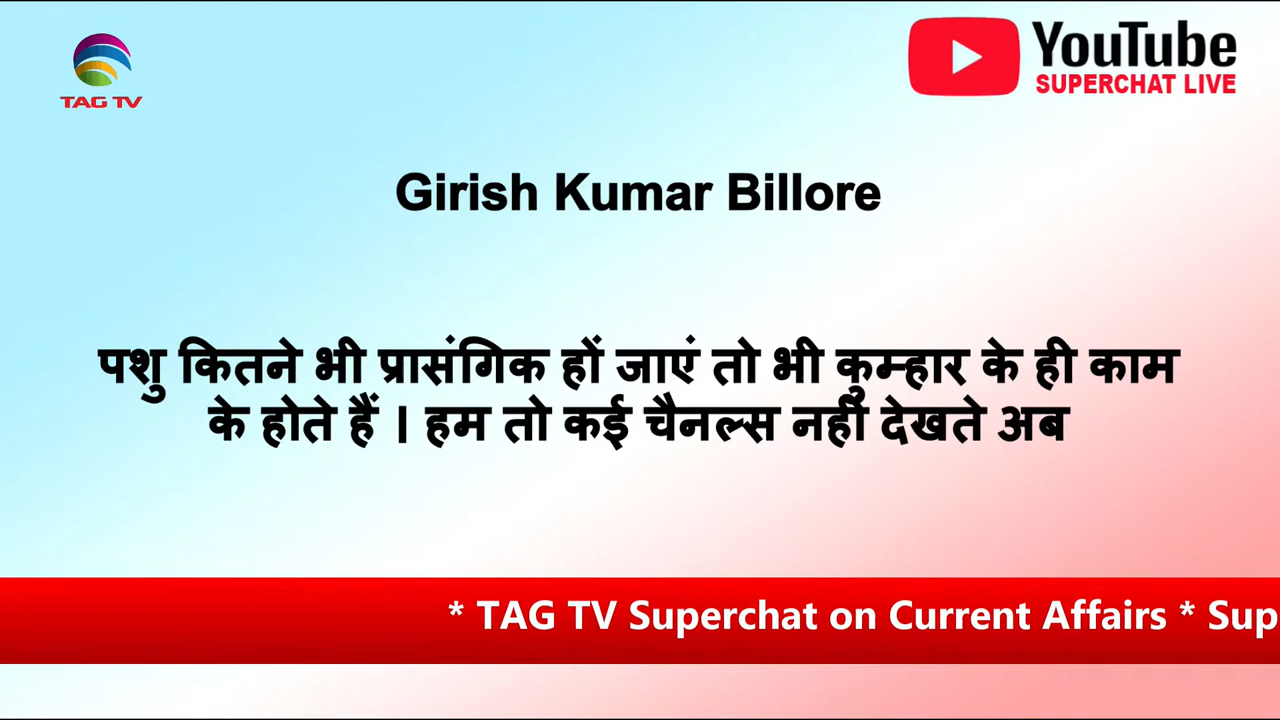 TAG TV
YouTube
SUPERCHAT LIVE
Girish Kumar Billore
पशु कितने भी प्रासंगिक हों जाएं तो भी कुम्हार के ही काम
के होते हैं । हम तो कई चैनल्स नहीं देखते अब
* TAG TV Superchat on Current Affairs * Sup